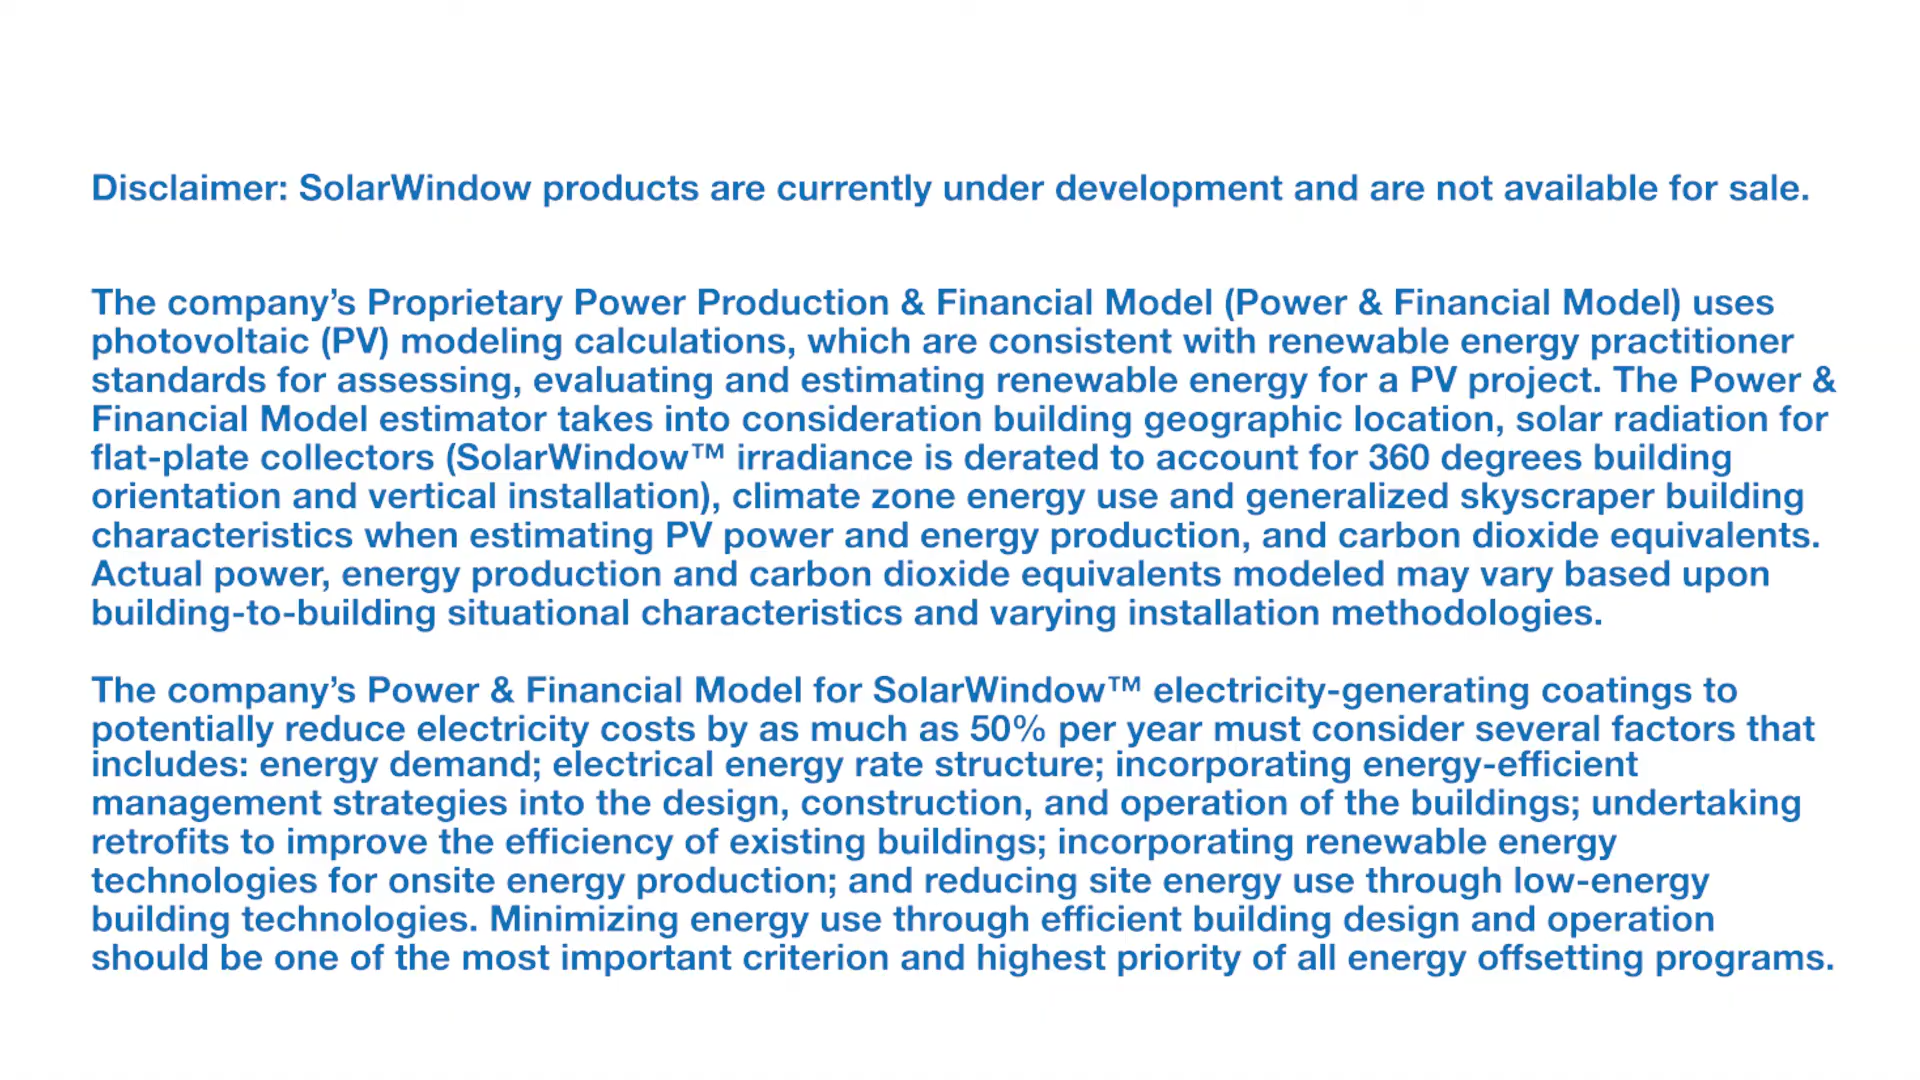 Disclaimer: SolarWindow products are currently under development and are not available for sale.
The company’s Proprietary Power Production & Financial Model (Power & Financial Model) uses
photovoltaic (PV) modeling calculations, which are consistent with renewable energy practitioner
standards for assessing, evaluating and estimating renewable energy for a PV project. The Power &
Financial Model estimator takes into consideration building geographic location, solar radiation for
flat-plate collectors (SolarWindow™ irradiance is derated to account for 360 degrees building
orientation and vertical installation), climate zone energy use and generalized skyscraper building
characteristics when estimating PV power and energy production, and carbon dioxide equivalents.
Actual power, energy production and carbon dioxide equivalents modeled may vary based upon
building-to-building situational characteristics and varying installation methodologies.
The company’s Power & Financial Model for SolarWindow™ electricity-generating coatings to
potentially reduce electricity costs by as much as 50% per year must consider several factors that
includes: energy demand; electrical energy rate structure; incorporating energy-efficient
management strategies into the design, construction, and operation of the buildings; undertaking
retrofits to improve the efficiency of existing buildings; incorporating renewable energy
technologies for onsite energy production; and reducing site energy use through low-energy
building technologies. Minimizing energy use through efficient building design and operation
should be one of the most important criterion and highest priority of all energy offsetting programs.